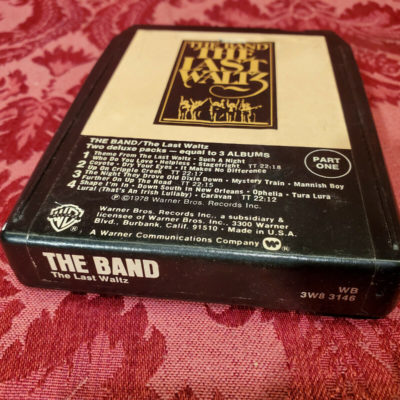 THE BAND
THE
LAST
WALTZ
THE BAND/The Last Waltz
Two deluxe packs — equal to 3 ALBUMS
PART
ONE
1 Theme From The Last Waltz · Such A Night
Who Do You Love · Helpless · Stagefright TT 22:18
2 Coyote · Dry Your Eyes · It Makes No Difference
Up On Cripple Creek TT 22:17
3 The Night They Drove Old Dixie Down · Mystery Train · Mannish Boy
Further On Up The Road TT 22:15
4 Shape I'm In · Down South In New Orleans · Ophelia · Tura Lura
Lural (That's An Irish Lullaby) · Caravan TT 22:12
℗ © 1978 Warner Bros. Records Inc.
Warner Bros. Records Inc., a subsidiary &
licensee of Warner Bros. Inc., 3300 Warner
Blvd., Burbank, Calif. 91510 · Made in U.S.A.
A Warner Communications Company
THE BAND
The Last Waltz
WB
3W8 3146